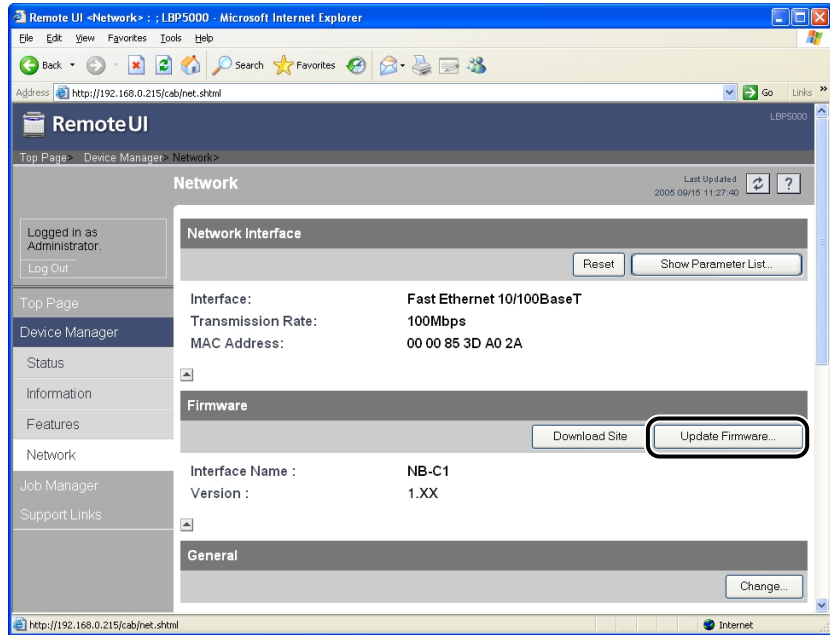 Remote UI <Network> : ; LBP5000 - Microsoft Internet Explorer
File Edit View Favorites Tools Help
Back Search Favorites
Address http://192.168.0.215/cab/net.shtml Go Links »
RemoteUI LBP5000
Top Page> Device Manager> Network>
Network Last Updated
2005 09/15 11:27:40 ?
Logged in as
Administrator.
Log Out
Top Page
Device Manager
Status
Information
Features
Network
Job Manager
Support Links
Network Interface
Reset Show Parameter List...
Interface: Fast Ethernet 10/100BaseT
Transmission Rate: 100Mbps
MAC Address: 00 00 85 3D A0 2A
Firmware
Download Site Update Firmware...
Interface Name : NB-C1
Version : 1.XX
General
Change...
http://192.168.0.215/cab/net.shtml Internet